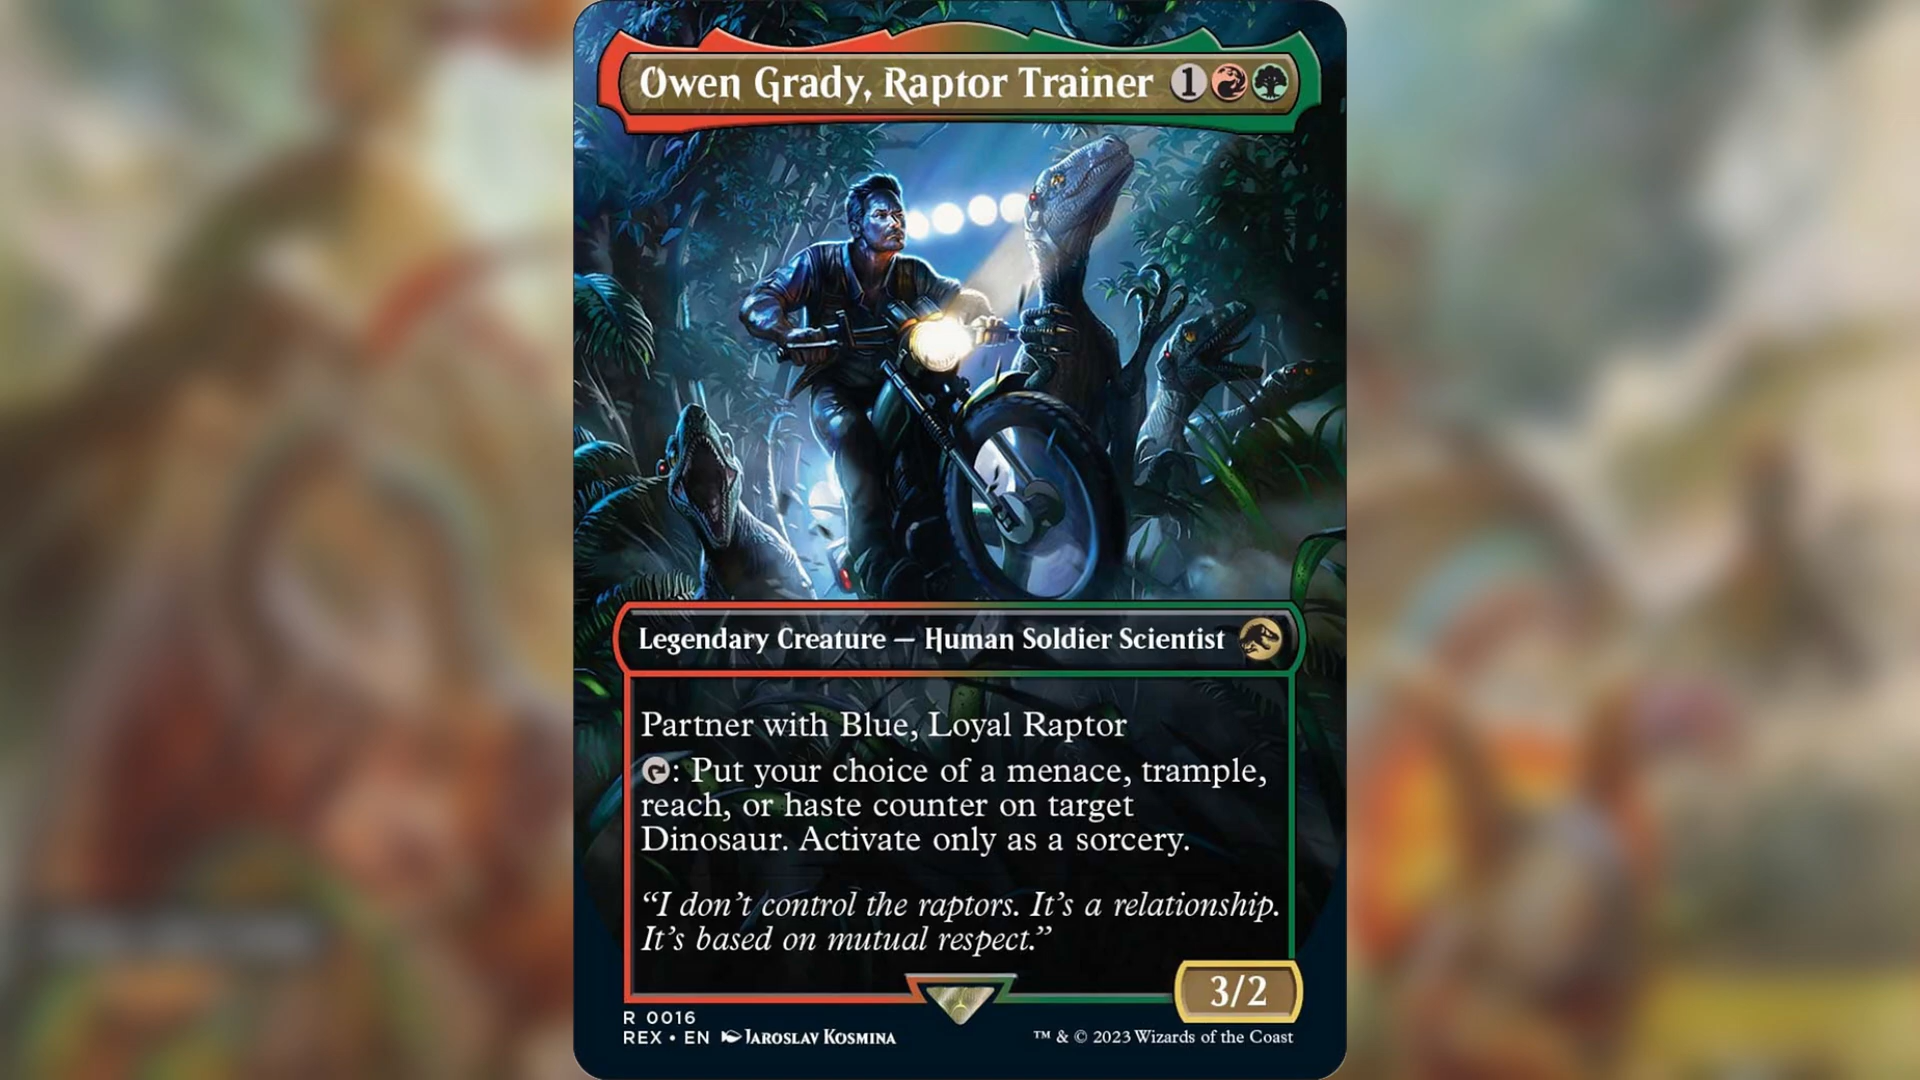 Owen Grady, Raptor Trainer 1
Legendary Creature — Human Soldier Scientist
Partner with Blue, Loyal Raptor
: Put your choice of a menace, trample,
reach, or haste counter on target
Dinosaur. Activate only as a sorcery.
“I don’t control the raptors. It’s a relationship.
It’s based on mutual respect.”
3/2
R 0016
REX • EN Jaroslav Kosmina
™ & © 2023 Wizards of the Coast